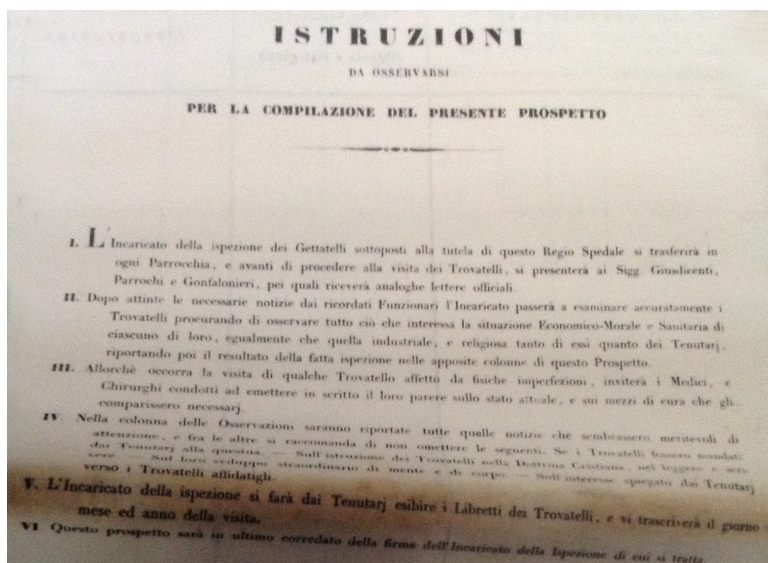 ISTRUZIONI
DA OSSERVARSI
PER LA COMPILAZIONE DEL PRESENTE PROSPETTO
I. L'Incaricato della ispezione dei Gettatelli sottoposti alla tutela di questo Regio Spedale si trasferirà in
ogni Parrocchia, e avanti di procedere alla visita dei Trovatelli, si presenterà ai Sigg. Giusdicenti,
Parrochi e Gonfalonieri, pei quali riceverà analoghe lettere officiali.
II. Dopo attinte le necessarie notizie dai ricordati Funzionarj l'Incaricato passerà a esaminare accuratamente i
Trovatelli procurando di osservare tutto ciò che interessa la situazione Economico-Morale e Sanitaria di
ciascuno di loro, egualmente che quella industriale, e religiosa tanto di essi quanto dei Tenutarj,
riportando poi il resultato della fatta ispezione nelle apposite colonne di questo Prospetto.
III. Allorchè occorra la visita di qualche Trovatello affetto da fisiche imperfezioni, inviterà i Medici, e
Chirurghi condotti ad emettere in scritto il loro parere sullo stato attuale, e sui mezzi di cura che gli
comparissero necessarj.
IV. Nella colonna delle Osservazioni saranno riportate tutte quelle notizie che sembrassero meritevoli di
attenzione, e fra le altre si raccomanda di non omettere le seguenti. Se i Trovatelli fossero mandati
dai Tenutarj alla questua. — Sull'istruzione dei Trovatelli nella Dottrina Cristiana, nel leggere e scri-
vere — Sul loro sviluppo straordinario di mente e di corpo — Sull'interesse spiegato dai Tenutarj
verso i Trovatelli affidatigli.
V. L'Incaricato della ispezione si farà dai Tenutarj esibire i Libretti dei Trovatelli, e vi trascriverà il giorno
mese ed anno della visita.
VI. Questo prospetto sarà in ultimo corredato della firma dell'Incaricato della Ispezione di cui si tratta.